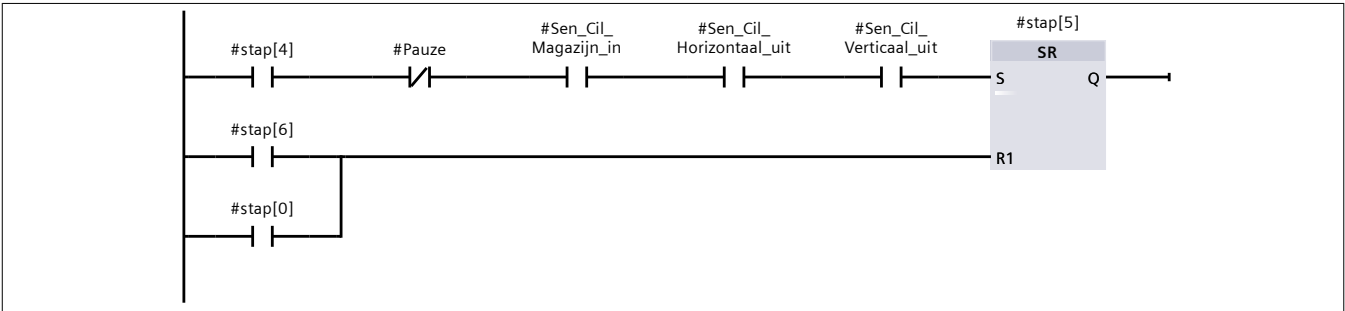 #stap[4]
#Pauze
#Sen_Cil_
Magazijn_in
#Sen_Cil_
Horizontaal_uit
#Sen_Cil_
Verticaal_uit
#stap[5]
SR
S
Q
#stap[6]
R1
#stap[0]